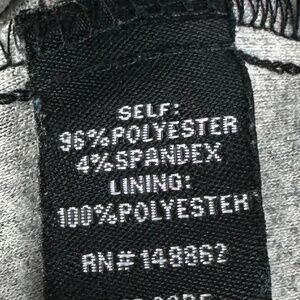 SELF:
96%POLYESTER
4%SPANDEX
LINING:
100%POLYESTER
RN#148862